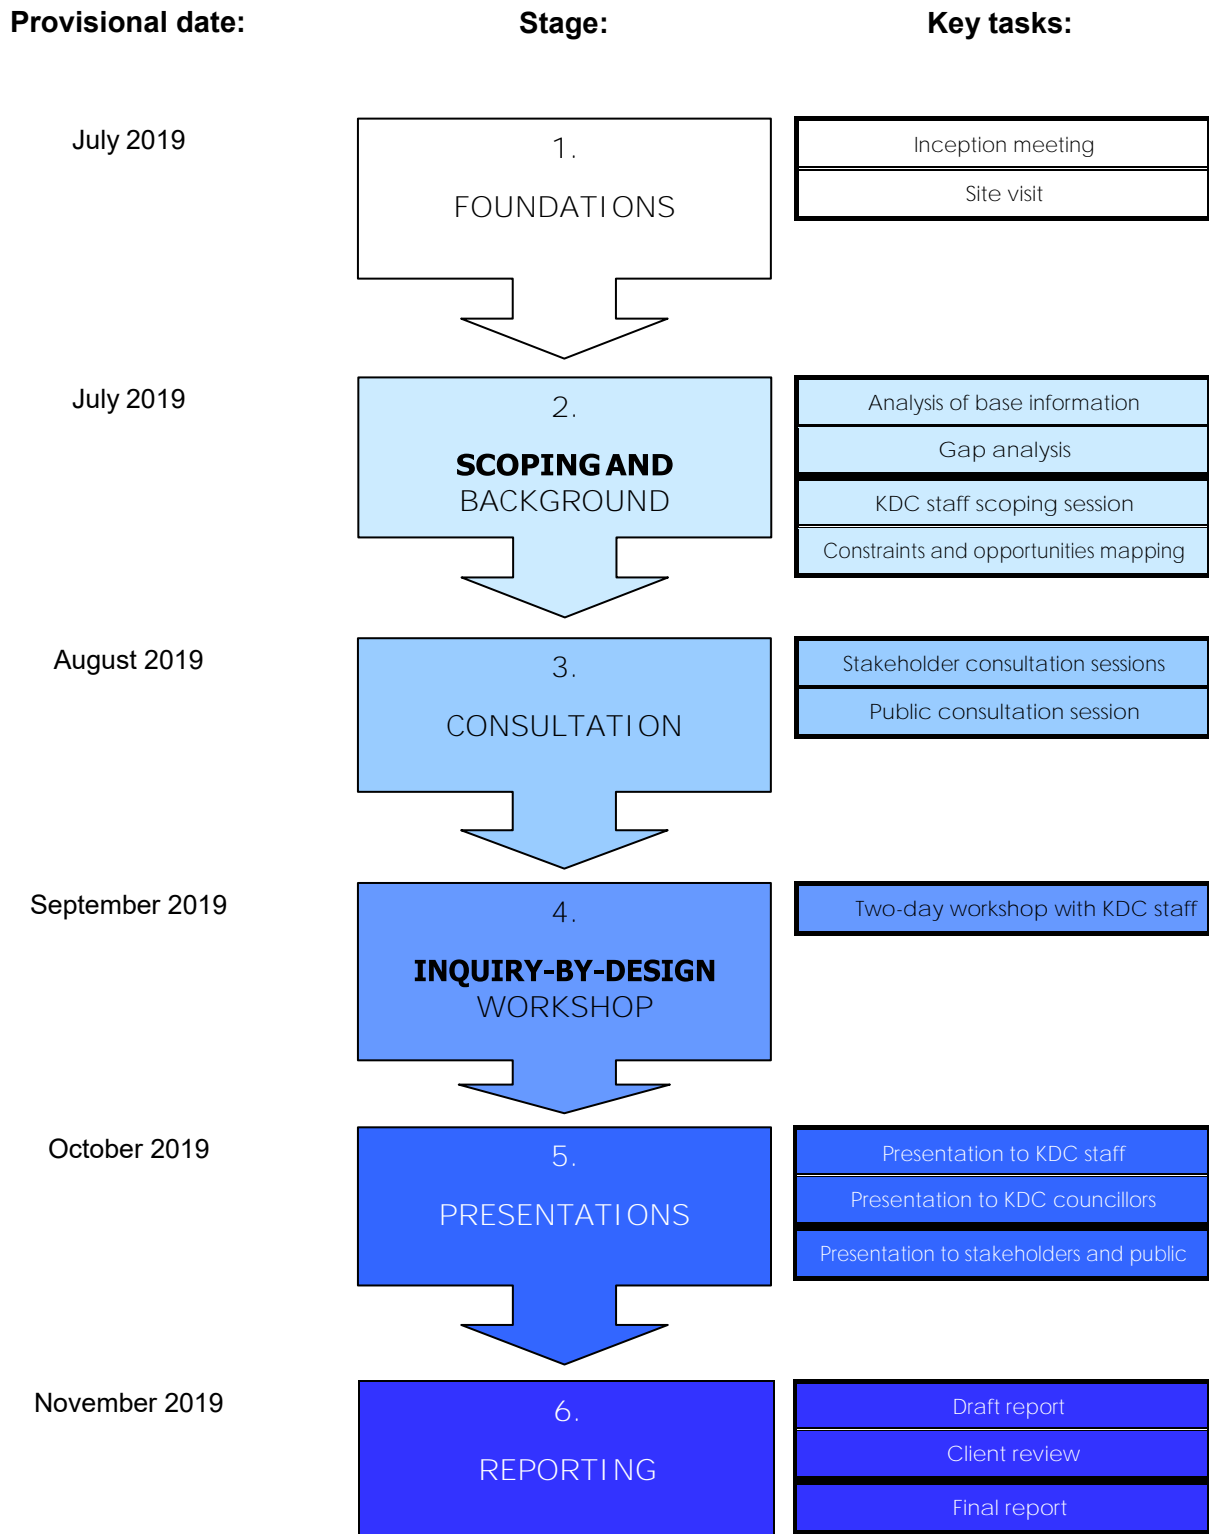 Provisional date:
Stage:
Key tasks:
July 2019
1.
FOUNDATIONS
Inception meeting
Site visit
July 2019
2.
SCOPING AND
BACKGROUND
Analysis of base information
Gap analysis
KDC staff scoping session
Constraints and opportunities mapping
August 2019
3.
CONSULTATION
Stakeholder consultation sessions
Public consultation session
September 2019
4.
INQUIRY-BY-DESIGN
WORKSHOP
Two-day workshop with KDC staff
October 2019
5.
PRESENTATIONS
Presentation to KDC staff
Presentation to KDC councillors
Presentation to stakeholders and public
November 2019
6.
REPORTING
Draft report
Client review
Final report